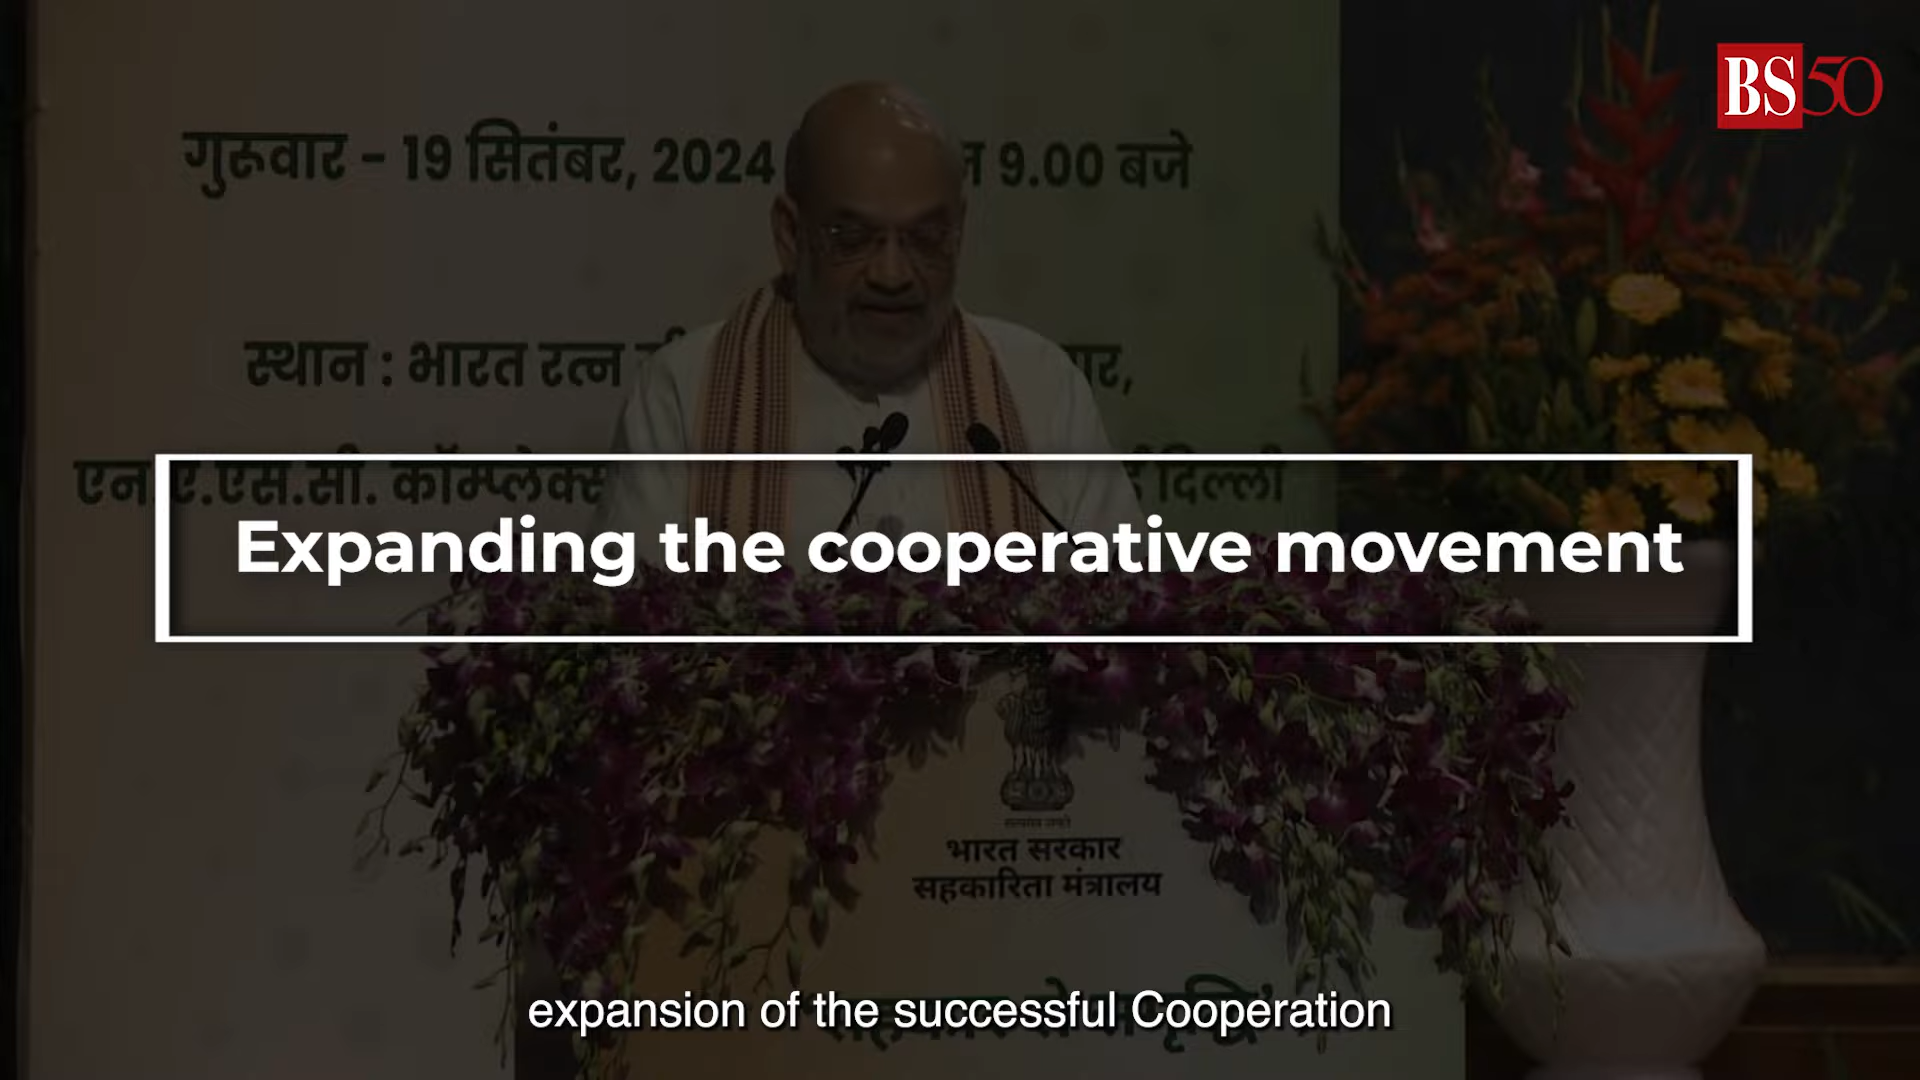 BS50
गुरूवार - 19 सितंबर, 2024 9.00 बजे
स्थान : भारत रत्न
एन.ए.एस.सी. कॉम्प्लेक्स दिल्ली
Expanding the cooperative movement
भारत सरकार
सहकारिता मंत्रालय
expansion of the successful Cooperation